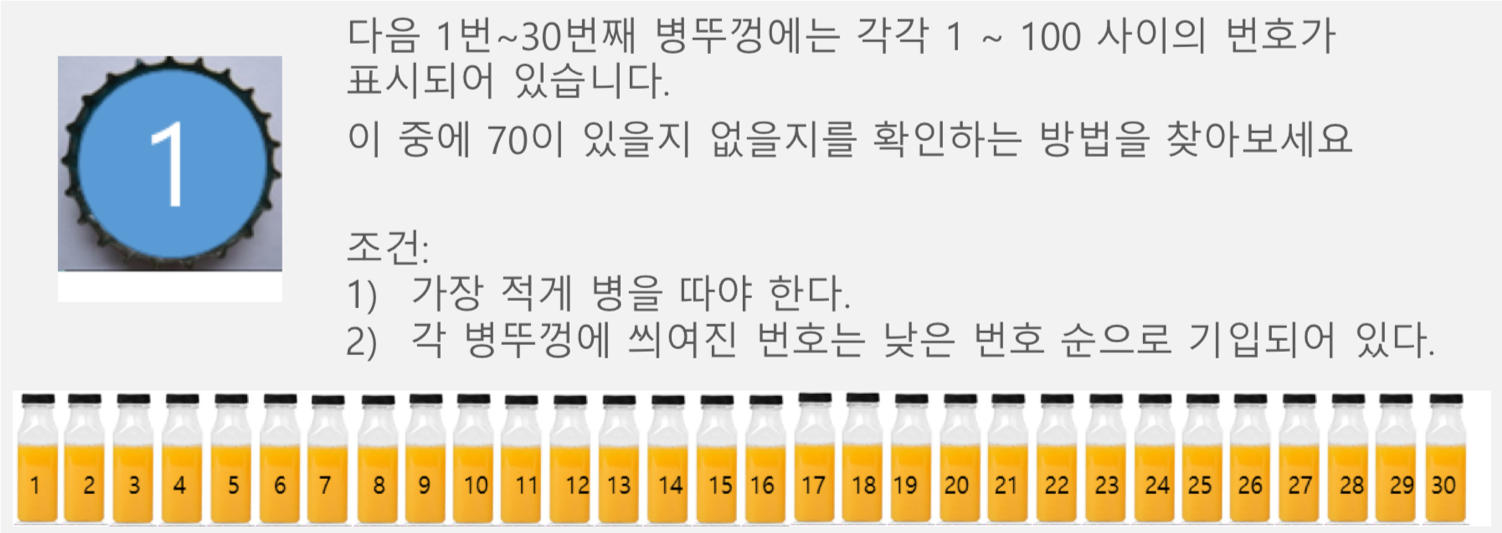 1
다음 1번~30번째 병뚜껑에는 각각 1 ~ 100 사이의 번호가
표시되어 있습니다.
이 중에 70이 있을지 없을지를 확인하는 방법을 찾아보세요
조건:
1) 가장 적게 병을 따야 한다.
2) 각 병뚜껑에 씌여진 번호는 낮은 번호 순으로 기입되어 있다.
1 2 3 4 5 6 7 8 9 10 11 12 13 14 15 16 17 18 19 20 21 22 23 24 25 26 27 28 29 30